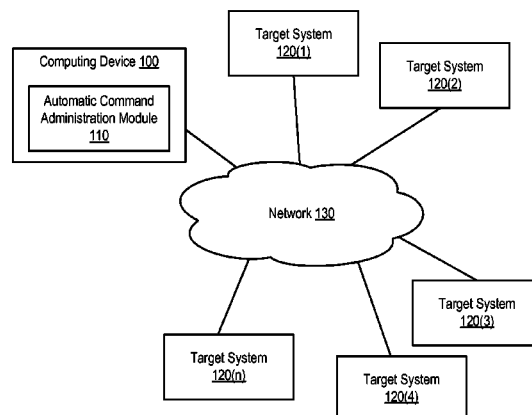 Computing Device 100
Automatic Command
Administration Module
110
Target System
120(1)
Target System
120(2)
Network 130
Target System
120(3)
Target System
120(n)
Target System
120(4)